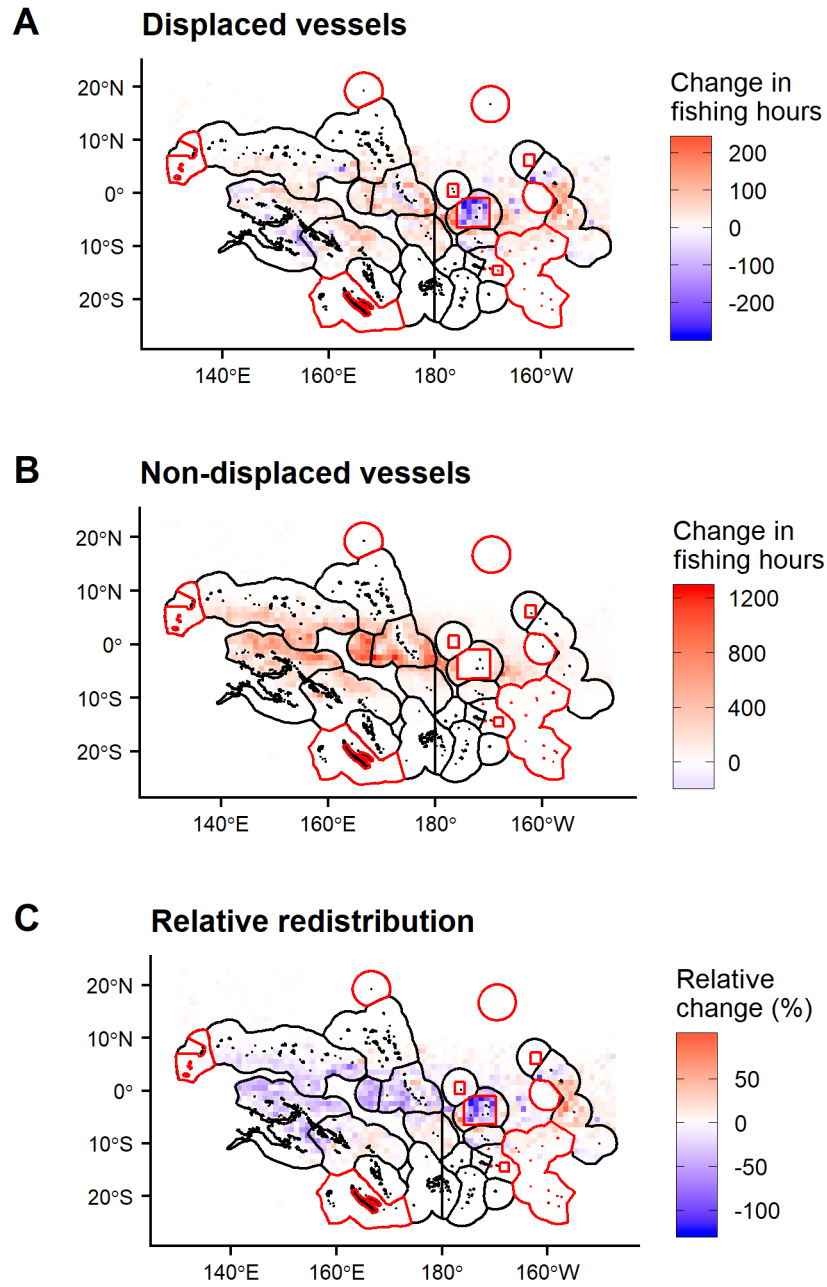 A Displaced vessels
20°N
10°N
0°
10°S
20°S
140°E 160°E 180° 160°W
Change in
fishing hours
200
100
0
-100
-200
B Non-displaced vessels
20°N
10°N
0°
10°S
20°S
140°E 160°E 180° 160°W
Change in
fishing hours
1200
800
400
0
C Relative redistribution
20°N
10°N
0°
10°S
20°S
140°E 160°E 180° 160°W
Relative
change (%)
50
0
-50
-100